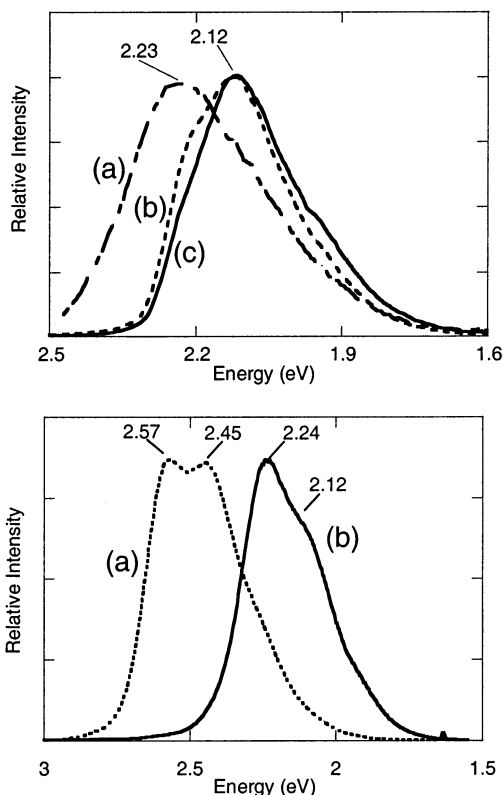 2.23
2.12
(a)
(b)
(c)
Relative Intensity
2.5
2.2
1.9
1.6
Energy (eV)
2.57
2.45
2.24
2.12
(a)
(b)
Relative Intensity
3
2.5
2
1.5
Energy (eV)